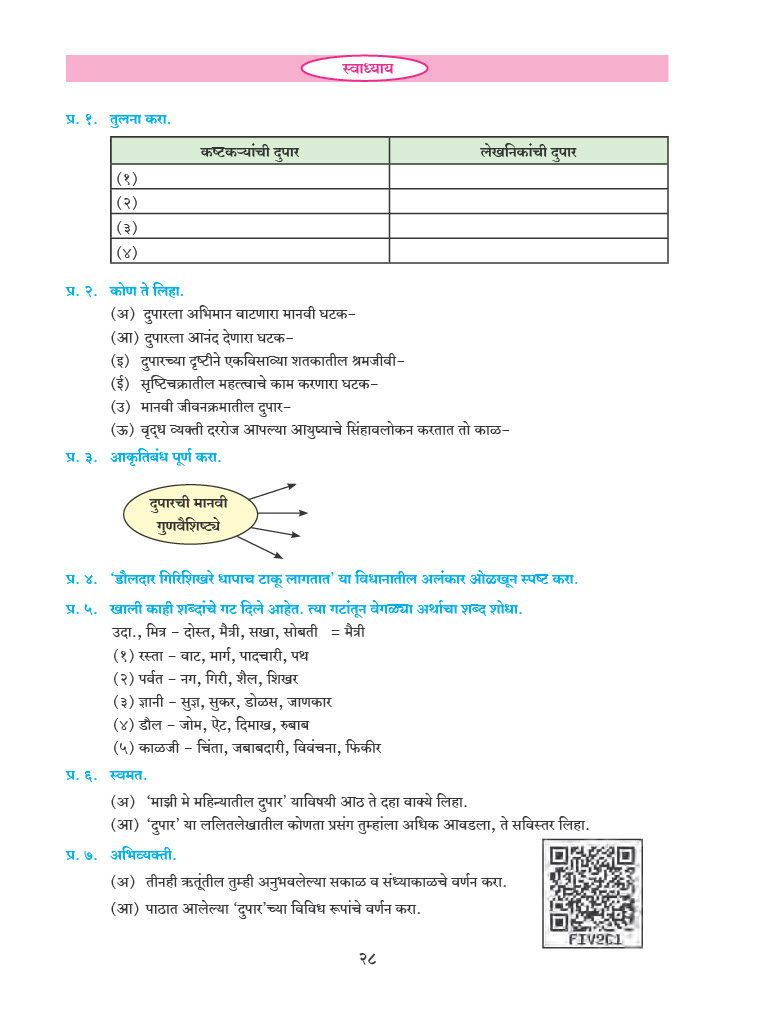 स्वाध्याय
प्र. १. तुलना करा.
कष्टकऱ्यांची दुपार लेखनिकांची दुपार
(१)
(२)
(३)
(४)
प्र. २. कोण ते लिहा.
(अ) दुपारला अभिमान वाटणारा मानवी घटक-
(आ) दुपारला आनंद देणारा घटक-
(इ) दुपारच्या दृष्टीने एकविसाव्या शतकातील श्रमजीवी-
(ई) सृष्टिचक्रातील महत्त्वाचे काम करणारा घटक-
(उ) मानवी जीवनक्रमातील दुपार-
(ऊ) वृद्ध व्यक्ती दररोज आपल्या आयुष्याचे सिंहावलोकन करतात तो काळ-
प्र. ३. आकृतिबंध पूर्ण करा.
दुपारची मानवी
गुणवैशिष्ट्ये
प्र. ४. ‘डौलदार गिरिशिखरे धापाच टाकू लागतात’ या विधानातील अलंकार ओळखून स्पष्ट करा.
प्र. ५. खाली काही शब्दांचे गट दिले आहेत. त्या गटांतून वेगळ्या अर्थाचा शब्द शोधा.
उदा., मित्र - दोस्त, मैत्री, सखा, सोबती = मैत्री
(१) रस्ता - वाट, मार्ग, पादचारी, पथ
(२) पर्वत - नग, गिरी, शैल, शिखर
(३) ज्ञानी - सुज्ञ, सुकर, डोळस, जाणकार
(४) डौल - जोम, ऐट, दिमाख, रुबाब
(५) काळजी - चिंता, जबाबदारी, विवंचना, फिकीर
प्र. ६. स्वमत.
(अ) ‘माझी मे महिन्यातील दुपार’ याविषयी आठ ते दहा वाक्ये लिहा.
(आ) ‘दुपार’ या ललितलेखातील कोणता प्रसंग तुम्हांला अधिक आवडला, ते सविस्तर लिहा.
प्र. ७. अभिव्यक्ती.
(अ) तीनही ऋतूंतील तुम्ही अनुभवलेल्या सकाळ व संध्याकाळचे वर्णन करा.
(आ) पाठात आलेल्या ‘दुपार’च्या विविध रूपांचे वर्णन करा.
FIV2C1
२८